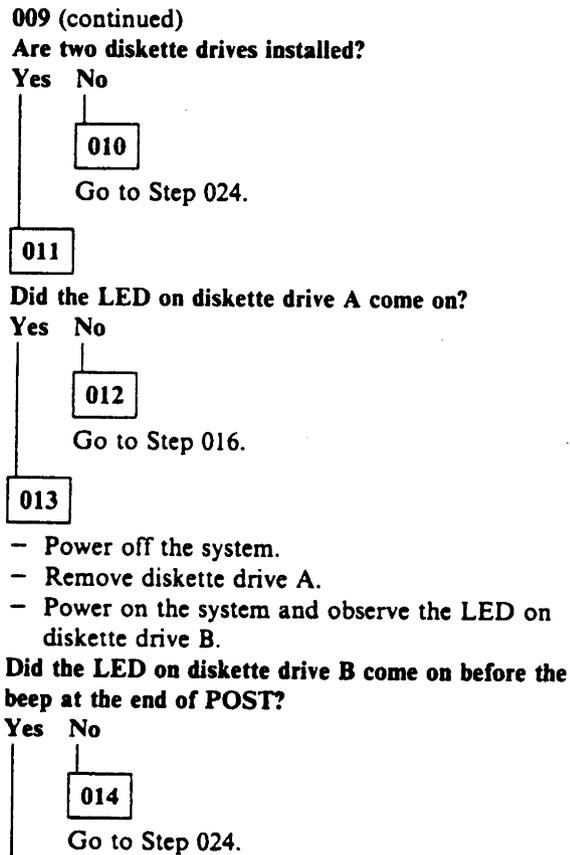 009 (continued)
Are two diskette drives installed?
Yes No
010
Go to Step 024.
011
Did the LED on diskette drive A come on?
Yes No
012
Go to Step 016.
013
— Power off the system.
— Remove diskette drive A.
— Power on the system and observe the LED on
diskette drive B.
Did the LED on diskette drive B come on before the
beep at the end of POST?
Yes No
014
Go to Step 024.